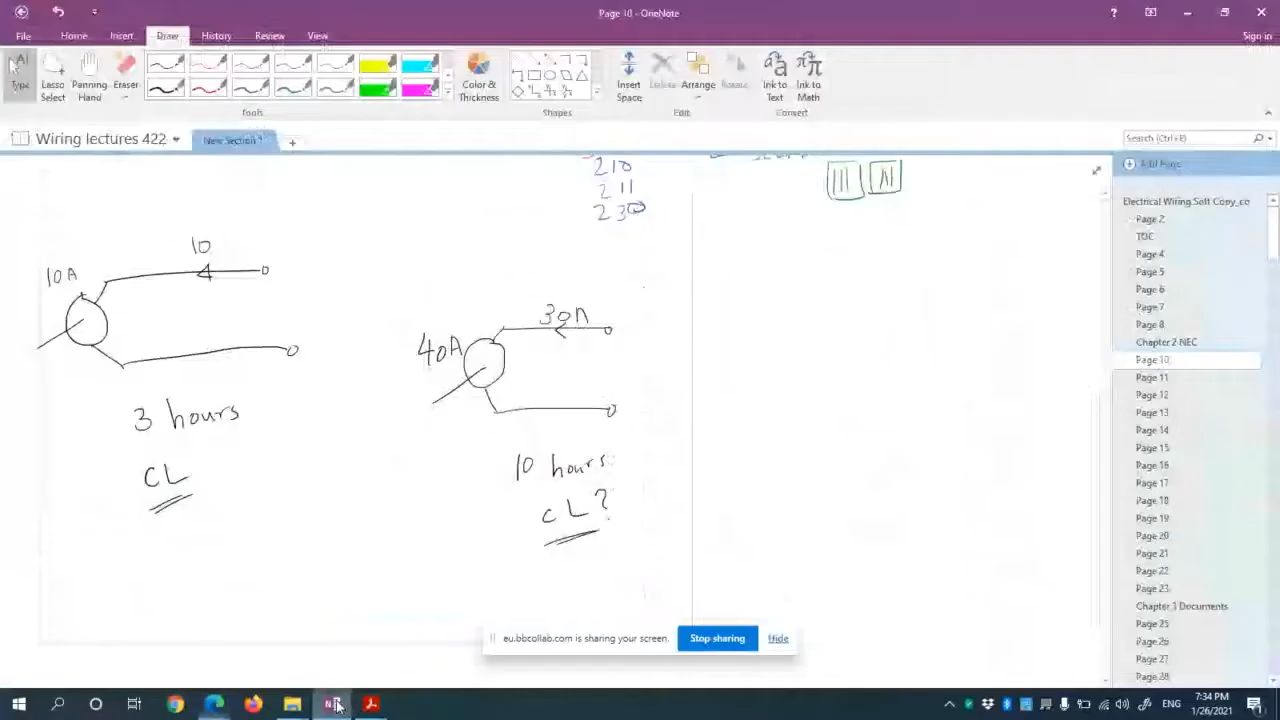 Page 10 - OneNote
Sign in
File
Home
Insert
Draw
History
Review
View
Type
Lasso Select
Panning Hand
Eraser
Color & Thickness
Insert Space
Delete
Arrange
Rotate
Ink to Text
Ink to Math
Tools
Shapes
Edit
Convert
Wiring lectures 422
New Section 1
Search (Ctrl+E)
Add Page
210
211
230
10A
10
3 hours
CL
40A
30A
10 hours
CL?
Electrical Wiring Soft Copy_co
Page 2
TOC
Page 4
Page 5
Page 6
Page 7
Page 8
Chapter 2-NEC
Page 10
Page 11
Page 12
Page 13
Page 14
Page 15
Page 16
Page 17
Page 18
Page 19
Page 20
Page 21
Page 22
Page 23
Chapter 1 Documents
Page 25
Page 26
Page 27
Page 28
eu.bbcollab.com is sharing your screen.
Stop sharing
Hide
ENG
7:34 PM
1/26/2021